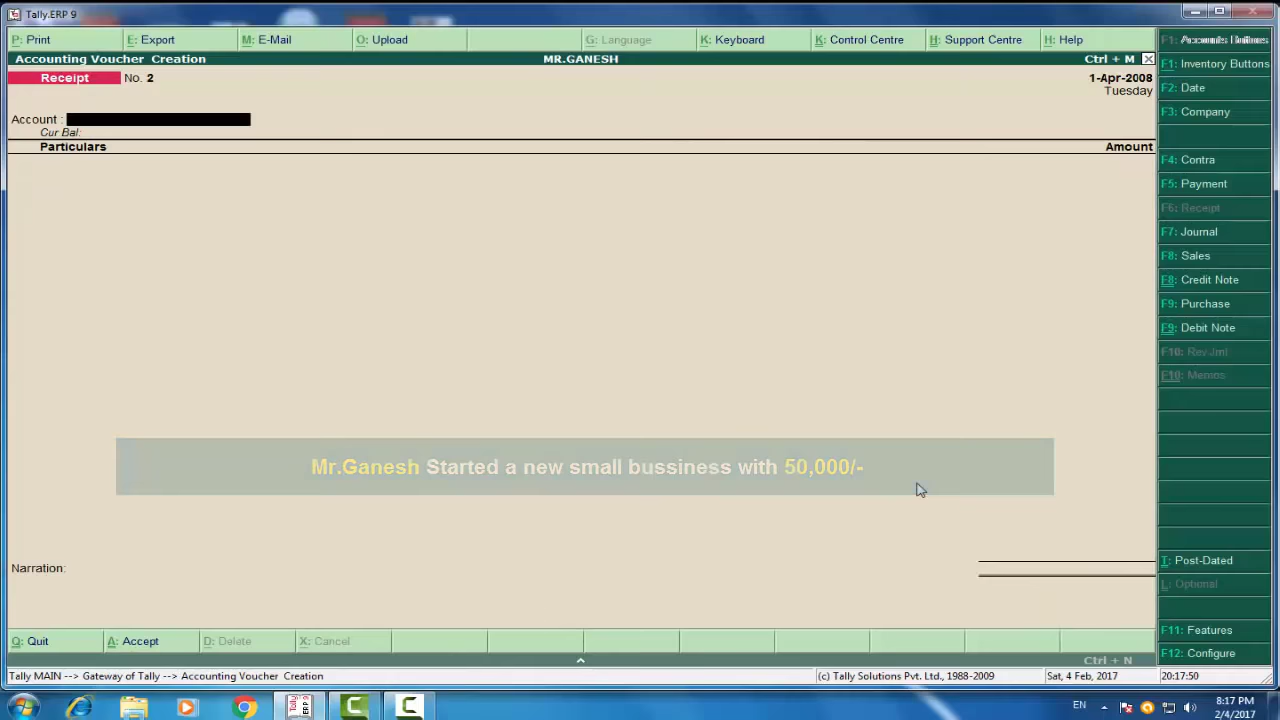 Tally.ERP 9
P: Print E: Export M: E-Mail O: Upload G: Language K: Keyboard K: Control Centre H: Support Centre H: Help
Accounting Voucher Creation MR.GANESH Ctrl + M
Receipt No. 2 1-Apr-2008
Tuesday
Account :
Cur Bal:
Particulars Amount
Mr.Ganesh Started a new small bussiness with 50,000/-
Narration:
F1: Inventory Buttons
F2: Date
F3: Company
F4: Contra
F5: Payment
F6: Receipt
F7: Journal
F8: Sales
F8: Credit Note
F9: Purchase
F9: Debit Note
F10: Rev Jrnl
F10: Memos
T: Post-Dated
L: Optional
F11: Features
F12: Configure
Q: Quit A: Accept D: Delete X: Cancel
Ctrl + N
Tally MAIN --> Gateway of Tally --> Accounting Voucher Creation (c) Tally Solutions Pvt. Ltd., 1988-2009 Sat, 4 Feb, 2017 20:17:50
EN 8:17 PM
2/4/2017